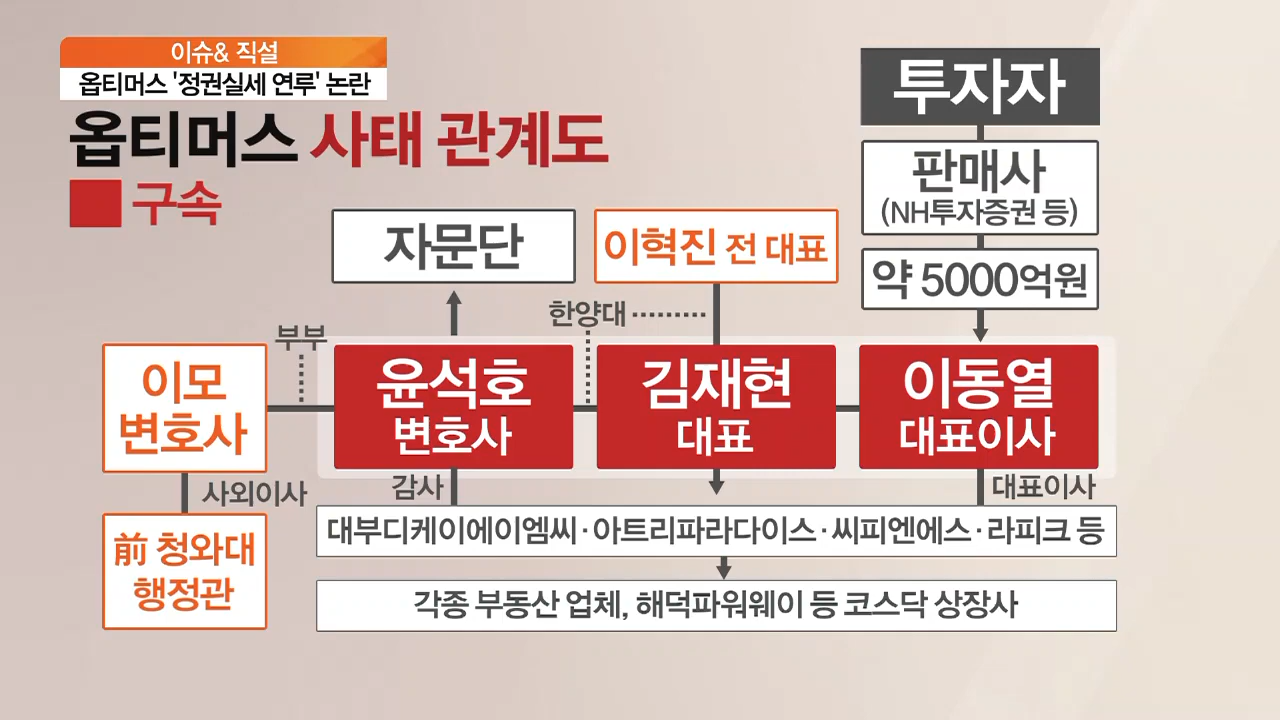 이슈& 직설
옵티머스 '정권실세 연루' 논란
옵티머스 사태 관계도
구속
투자자
판매사
(NH투자증권 등)
약 5000억원
자문단
이혁진 전 대표
한양대
부부
이모
변호사
윤석호
변호사
김재현
대표
이동열
대표이사
사외이사
감사
대표이사
前 청와대
행정관
대부디케이에이엠씨·아트리파라다이스·씨피엔에스·라피크 등
각종 부동산 업체, 해덕파워웨이 등 코스닥 상장사